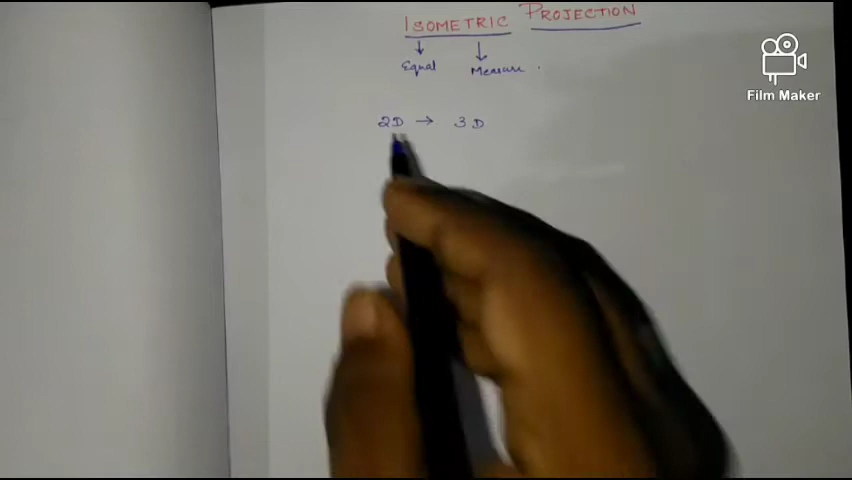 ISOMETRIC PROJECTION
↓ ↓
Equal Measure .
2D → 3D
Film Maker